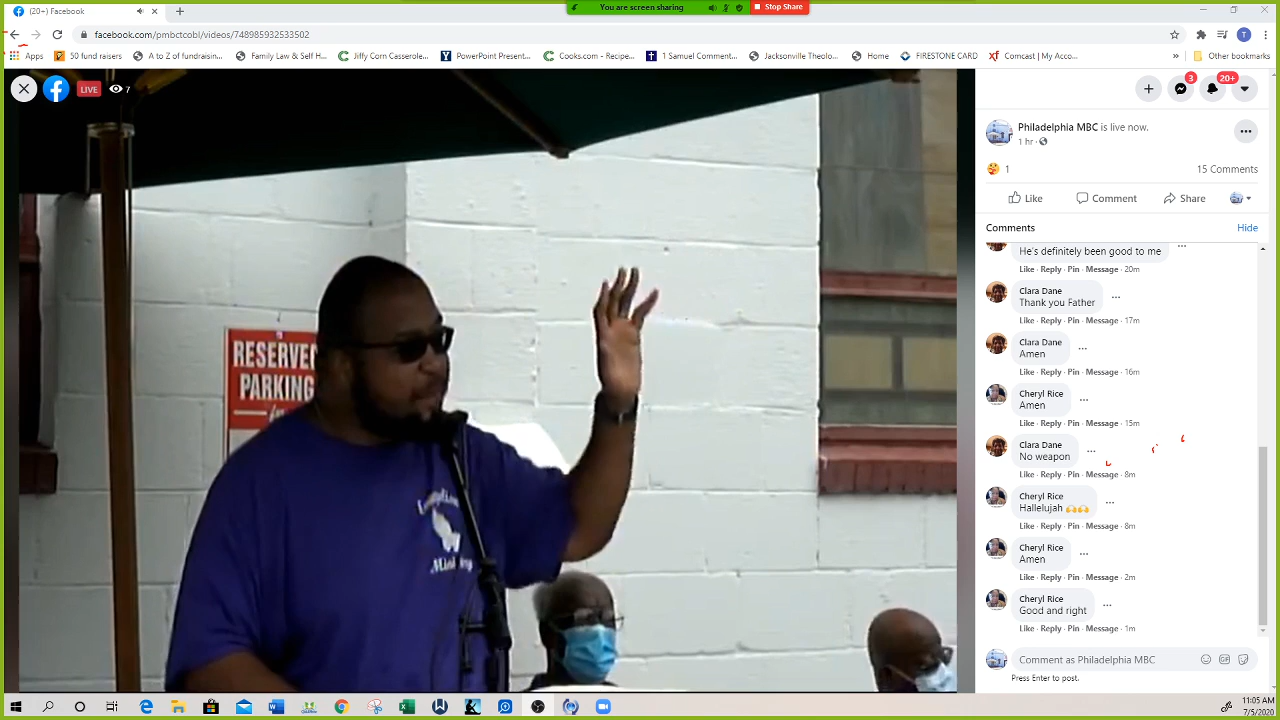 (20+) Facebook
You are screen sharing
Stop Share
facebook.com/pmbctcobl/videos/748985932533502
T
Apps
50 fund raisers
A to Z of fundraisin...
Family Law & Self H...
Jiffy Corn Casserole...
PowerPoint Present...
Cooks.com - Recipe...
1 Samuel Comment...
Jacksonville Theolo...
Home
FIRESTONE CARD
Comcast | My Acco...
»
Other bookmarks
LIVE
7
3
20+
Philadelphia MBC is live now.
1 hr ·
1
15 Comments
Like
Comment
Share
Comments
Hide
He's definitely been good to me
Like · Reply · Pin · Message · 20m
Clara Dane
Thank you Father
Like · Reply · Pin · Message · 17m
Clara Dane
Amen
Like · Reply · Pin · Message · 16m
Cheryl Rice
Amen
Like · Reply · Pin · Message · 15m
Clara Dane
No weapon
Like · Reply · Pin · Message · 8m
Cheryl Rice
Hallelujah 🙌🙌
Like · Reply · Pin · Message · 8m
Cheryl Rice
Amen
Like · Reply · Pin · Message · 2m
Cheryl Rice
Good and right
Like · Reply · Pin · Message · 1m
Comment as Philadelphia MBC
GIF
Press Enter to post.
RESERVED
PARKING
11:05 AM
7/5/2020